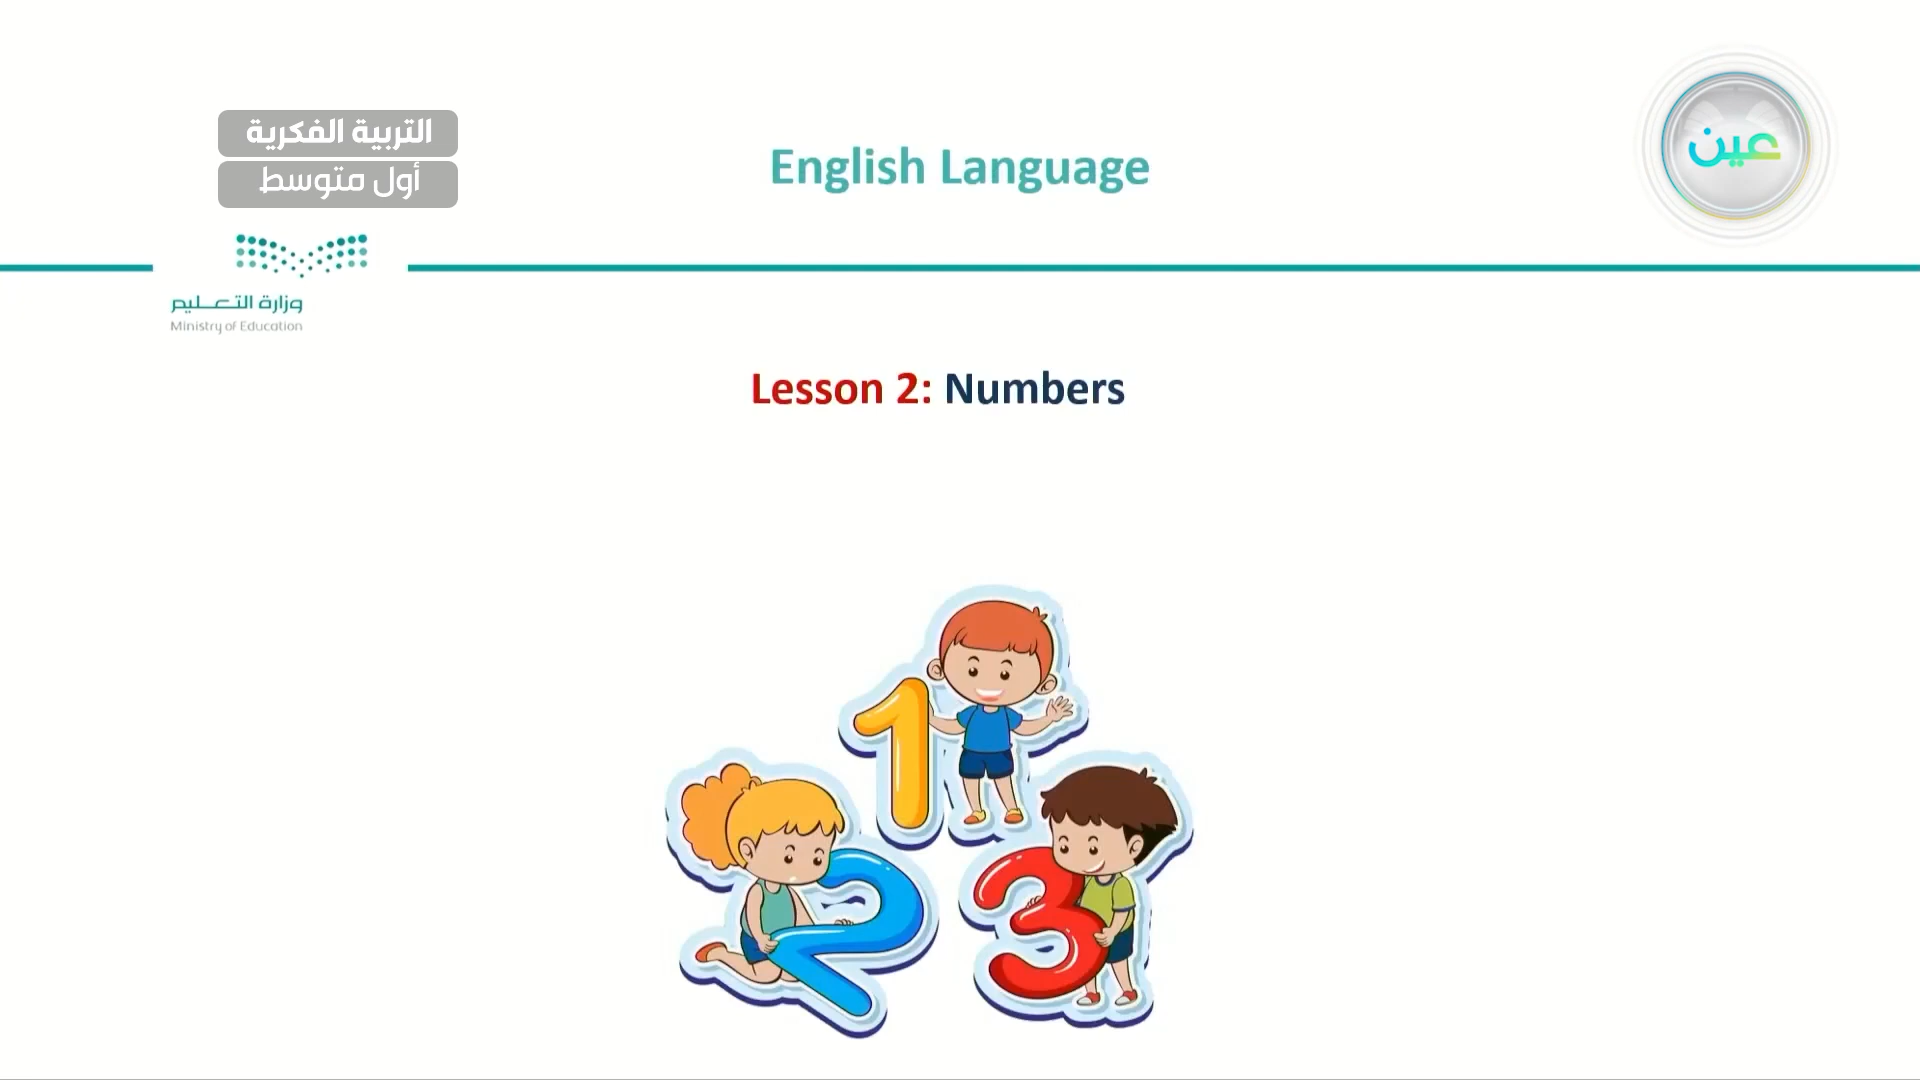 التربية الفكرية
أول متوسط
English Language
عين
وزارة التعليم
Ministry of Education
Lesson 2: Numbers
1
2
3